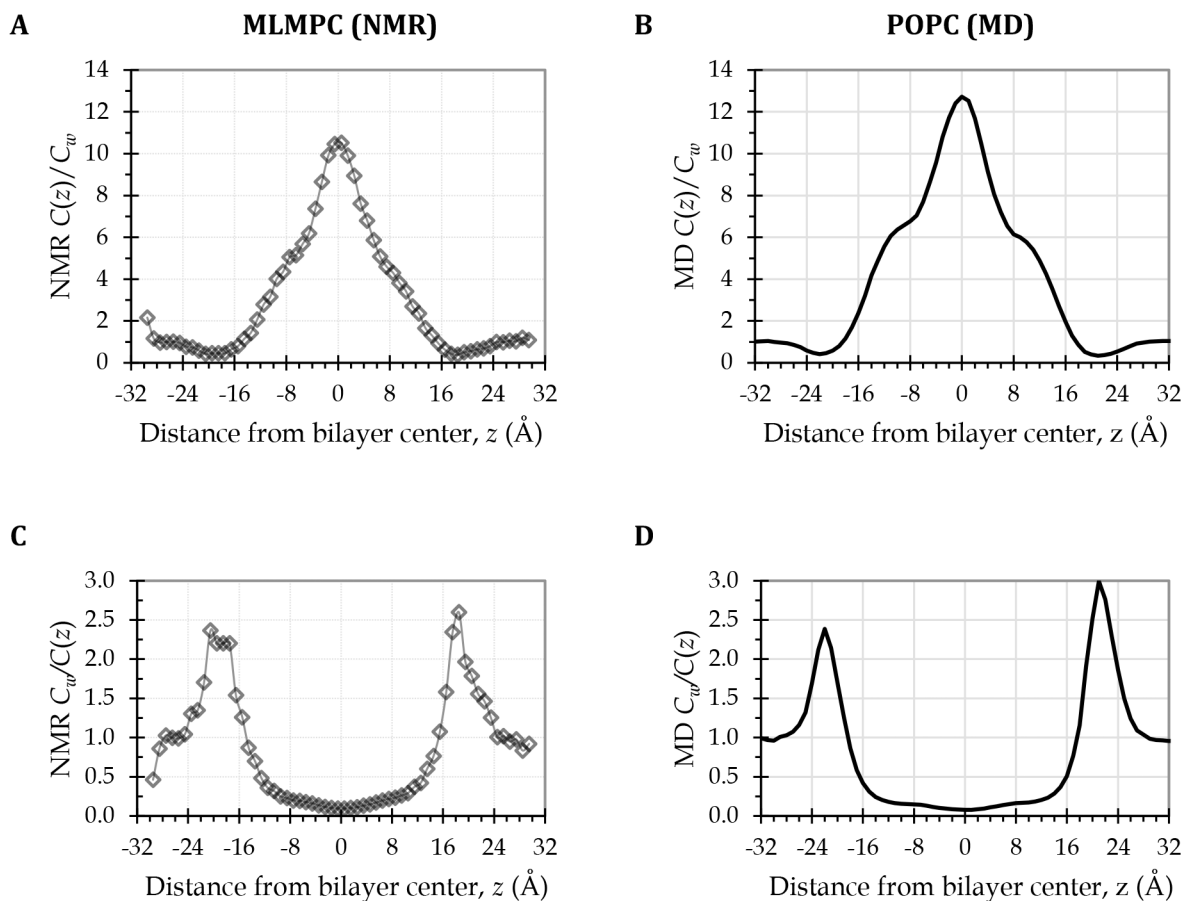 A
MLMPC (NMR)
NMR C(z)/C_w
14
12
10
8
6
4
2
0
-32 -24 -16 -8 0 8 16 24 32
Distance from bilayer center, z (Å)
B
POPC (MD)
MD C(z)/C_w
14
12
10
8
6
4
2
0
-32 -24 -16 -8 0 8 16 24 32
Distance from bilayer center, z (Å)
C
NMR C_w/C(z)
3.0
2.5
2.0
1.5
1.0
0.5
0.0
-32 -24 -16 -8 0 8 16 24 32
Distance from bilayer center, z (Å)
D
MD C_w/C(z)
3.0
2.5
2.0
1.5
1.0
0.5
0.0
-32 -24 -16 -8 0 8 16 24 32
Distance from bilayer center, z (Å)